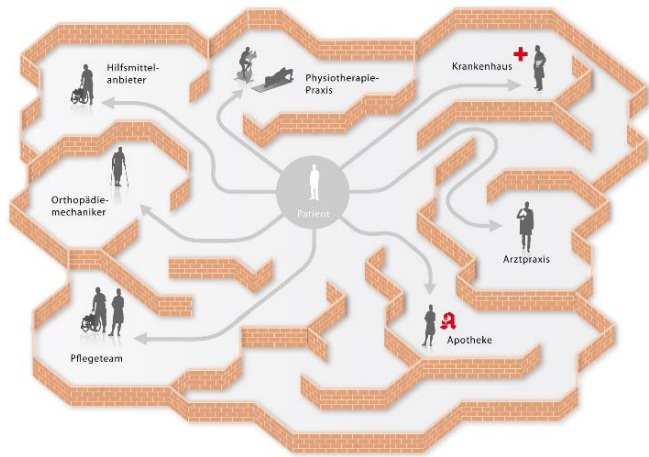 Hilfsmittel-
anbieter
Physiotherapie-
Praxis
Krankenhaus
Orthopädie-
mechaniker
Patient
Arztpraxis
Pflegeteam
Apotheke